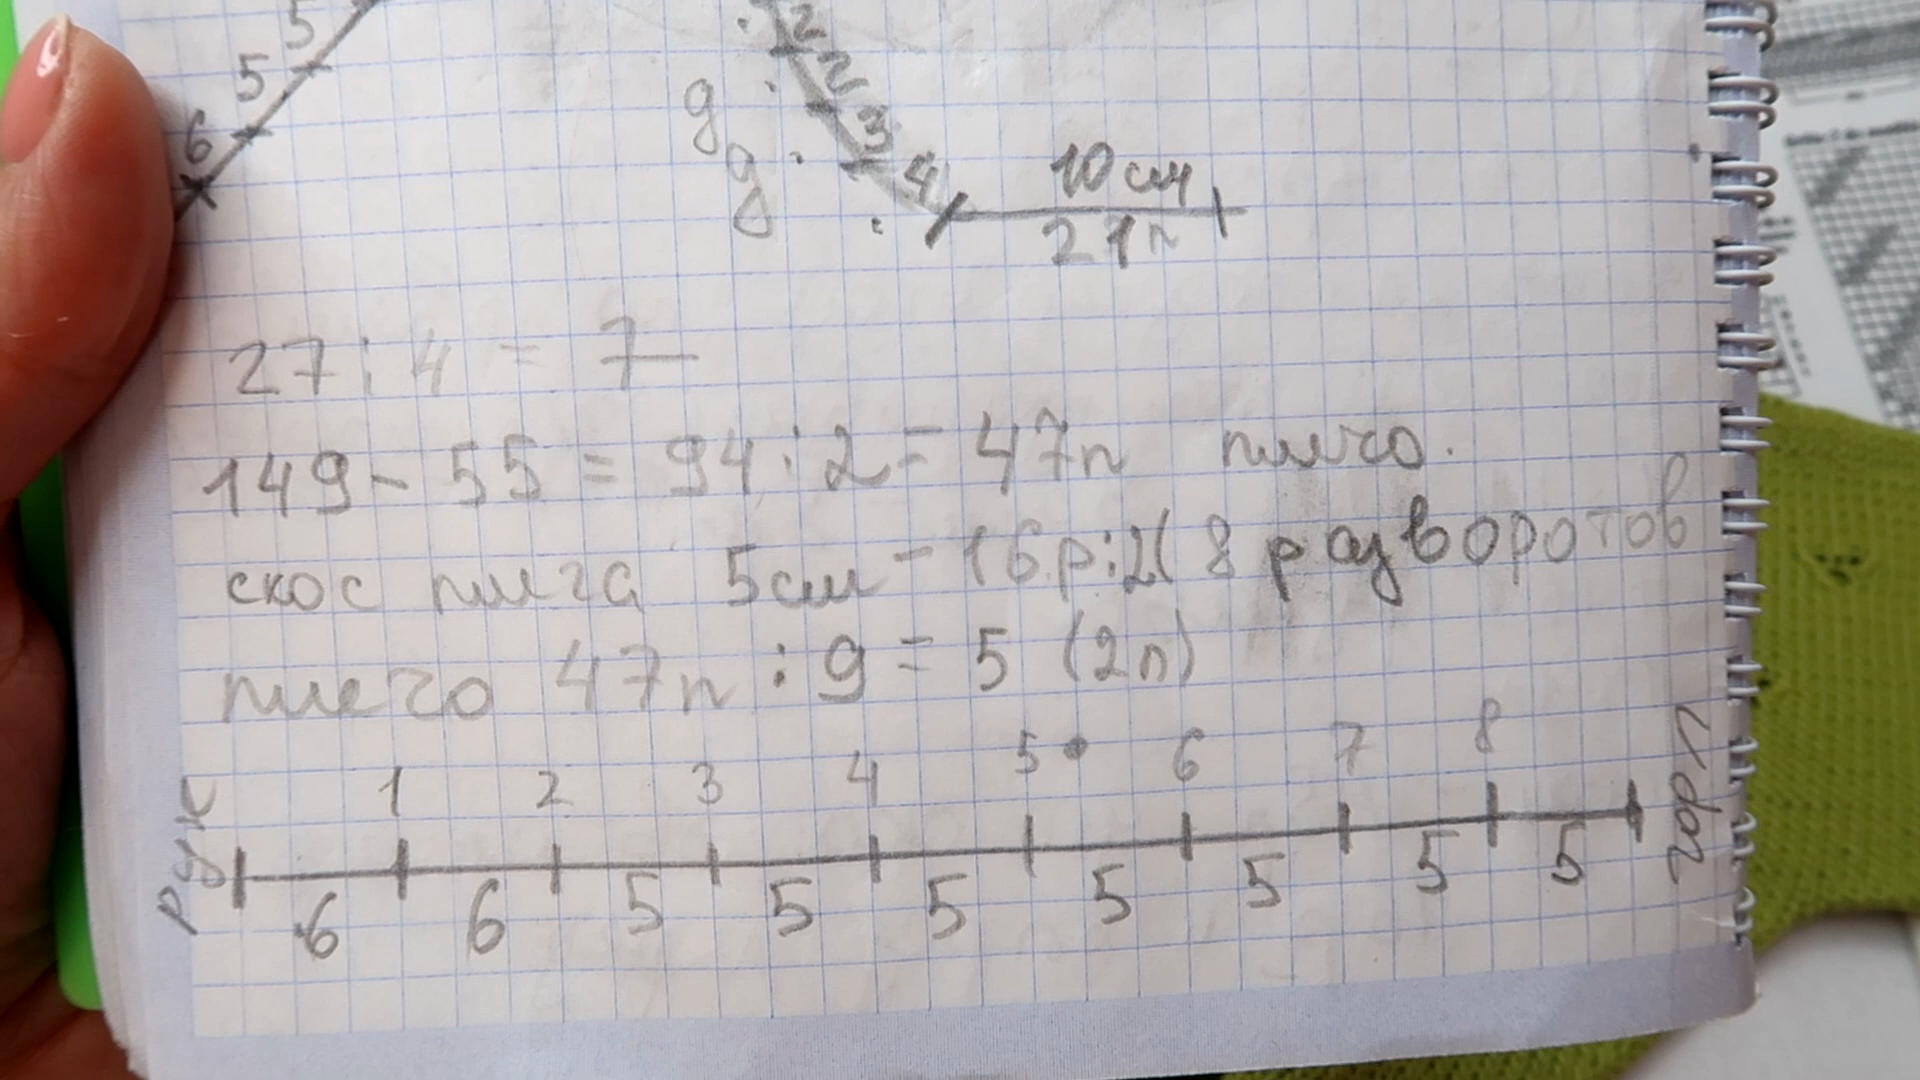 5
5
6
2
2
3
4
9
9
10 см
27п
27 : 4 = 7
149 - 55 = 94 : 2 = 47п плечо.
скос плеча 5см - 16р:2( 8 разворотов
плечо 47п : 9 = 5 (2п)
1 2 3 4 5 6 7 8
рук горл
6 6 5 5 5 5 5 5 5